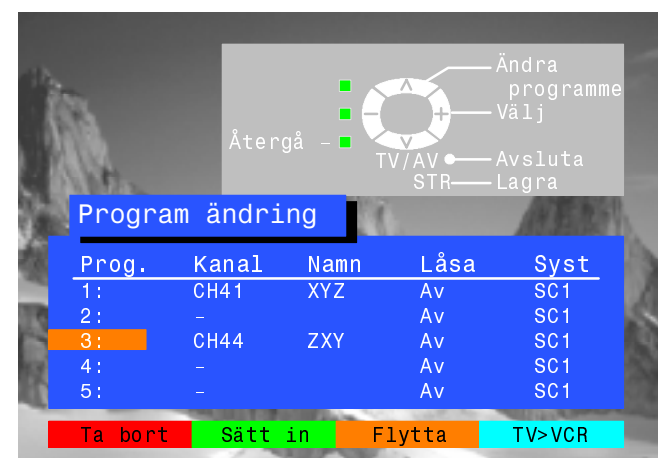 Ändra
programme
Välj
Återgå –
TV/AV Avsluta
STR Lagra
Program ändring
Prog. Kanal Namn Låsa Syst
1: CH41 XYZ Av SC1
2: – Av SC1
3: CH44 ZXY Av SC1
4: – Av SC1
5: – Av SC1
Ta bort Sätt in Flytta TV>VCR